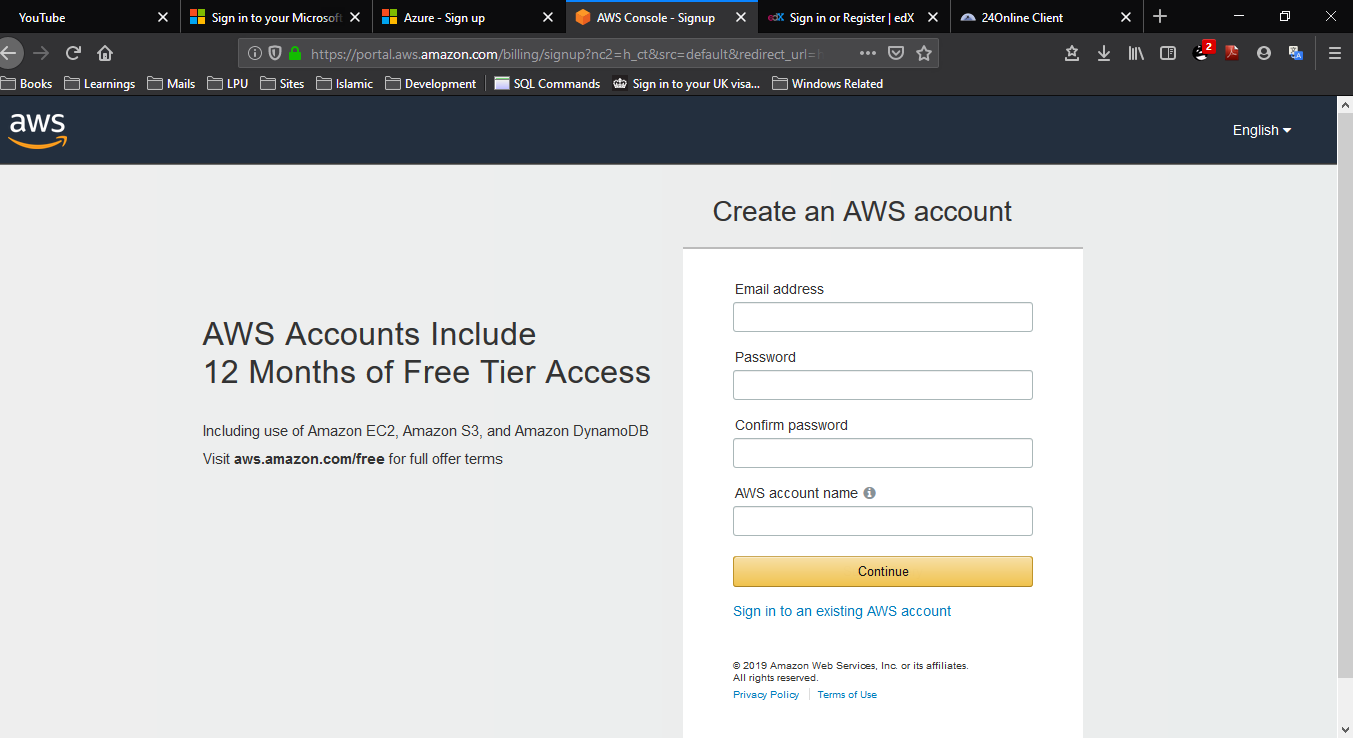 YouTube
Sign in to your Microsoft
Azure - Sign up
AWS Console - Signup
edX Sign in or Register | edX
24Online Client
https://portal.aws.amazon.com/billing/signup?nc2=h_ct&src=default&redirect_url=h
2
Books
Learnings
Mails
LPU
Sites
Islamic
Development
SQL Commands
Sign in to your UK visa...
Windows Related
aws
English
Create an AWS account
AWS Accounts Include
12 Months of Free Tier Access
Including use of Amazon EC2, Amazon S3, and Amazon DynamoDB
Visit aws.amazon.com/free for full offer terms
Email address
Password
Confirm password
AWS account name
Continue
Sign in to an existing AWS account
© 2019 Amazon Web Services, Inc. or its affiliates.
All rights reserved.
Privacy Policy
Terms of Use